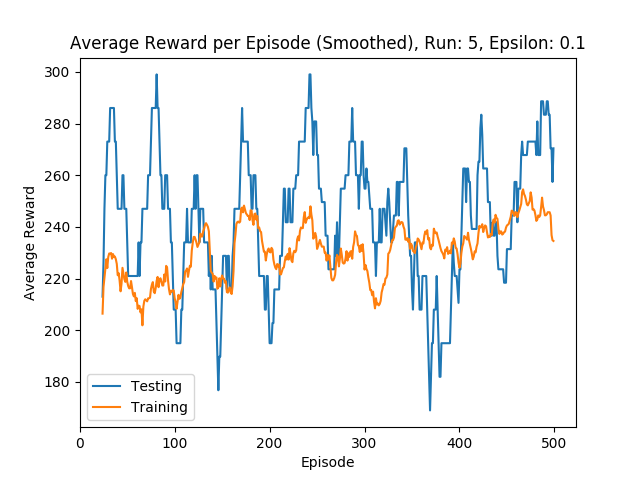 Average Reward per Episode (Smoothed), Run: 5, Epsilon: 0.1
300
280
260
240
220
200
180
Average Reward
Testing
Training
0 100 200 300 400 500
Episode